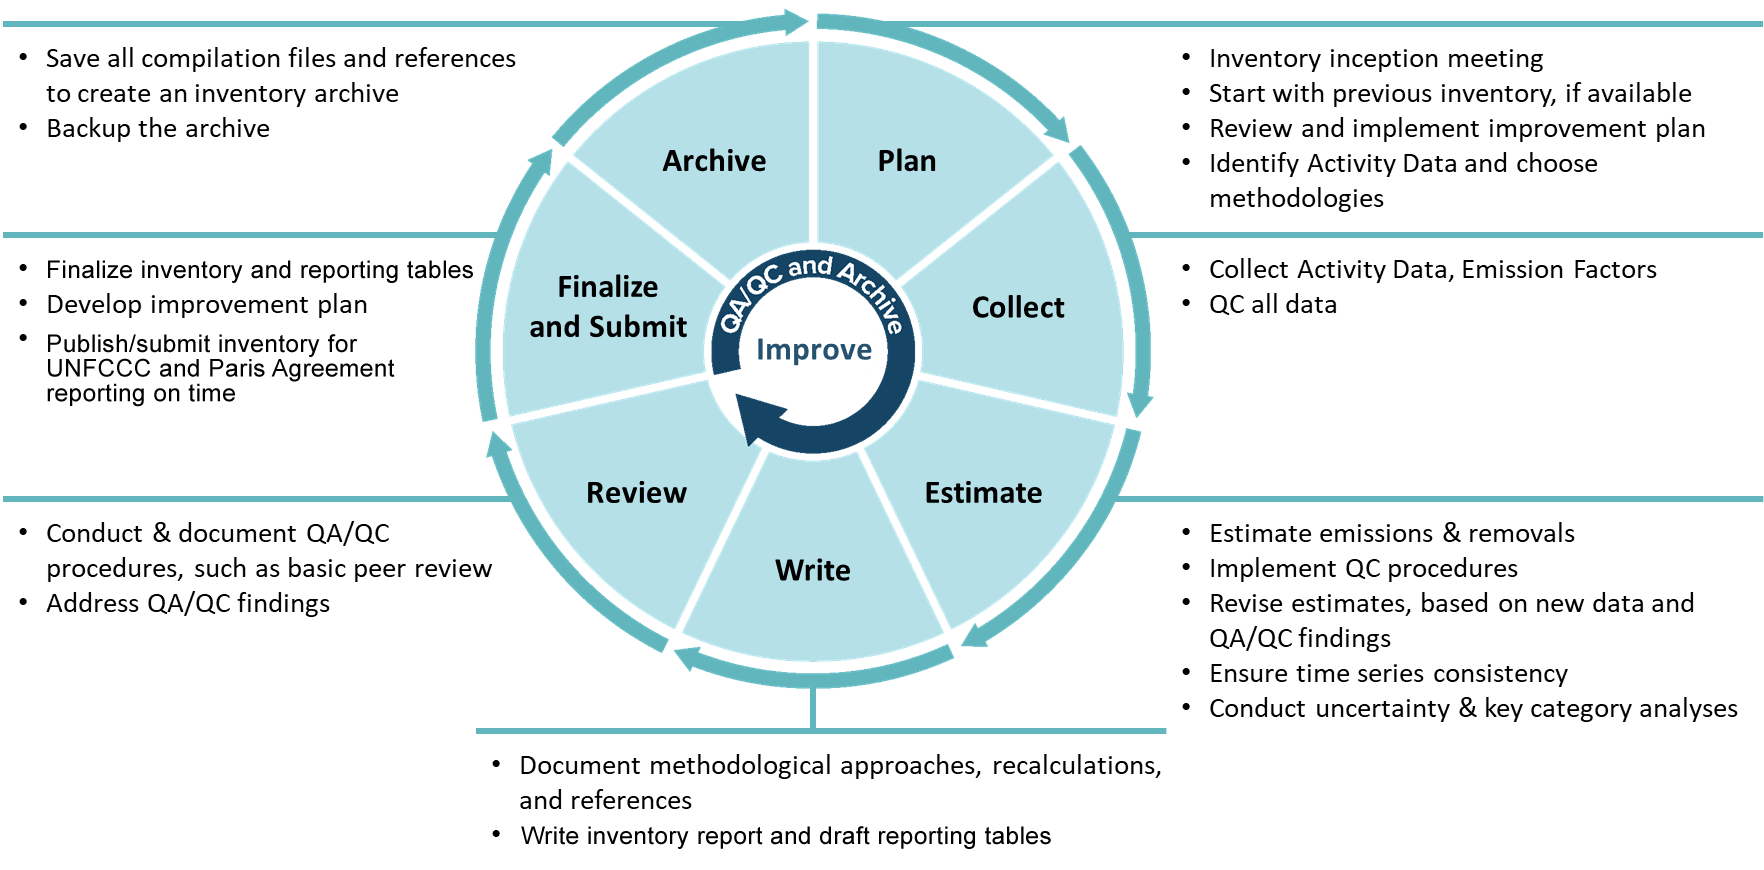 • Save all compilation files and references
to create an inventory archive
• Backup the archive
• Inventory inception meeting
• Start with previous inventory, if available
• Review and implement improvement plan
• Identify Activity Data and choose
methodologies
Archive
Plan
• Finalize inventory and reporting tables
• Develop improvement plan
• Publish/submit inventory for
UNFCCC and Paris Agreement
reporting on time
Finalize
and Submit
QA/QC and Archive
Improve
Collect
• Collect Activity Data, Emission Factors
• QC all data
Review
Write
Estimate
• Conduct & document QA/QC
procedures, such as basic peer review
• Address QA/QC findings
• Estimate emissions & removals
• Implement QC procedures
• Revise estimates, based on new data and
QA/QC findings
• Ensure time series consistency
• Conduct uncertainty & key category analyses
• Document methodological approaches, recalculations,
and references
• Write inventory report and draft reporting tables